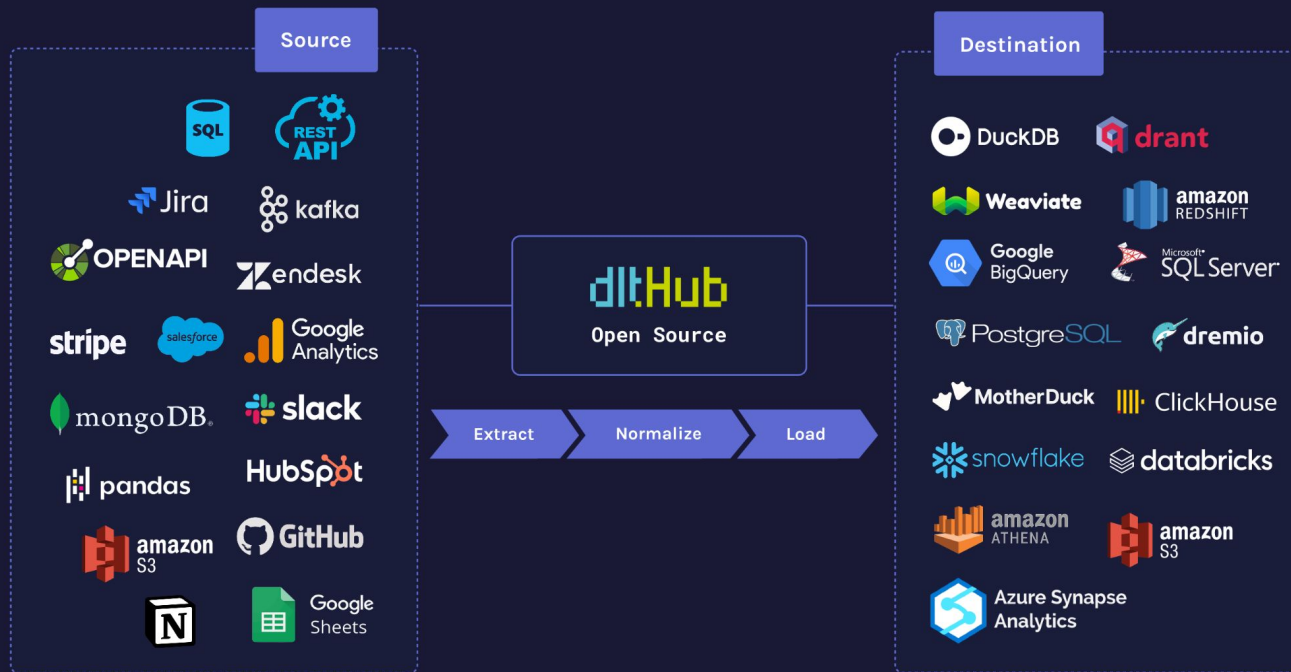 Source
SQL
REST
API
Jira
kafka
OPENAPI
zendesk
stripe
salesforce
Google
Analytics
mongoDB.
slack
pandas
HubSpot
amazon
S3
GitHub
N
Google
Sheets
dltHub
Open Source
Extract
Normalize
Load
Destination
DuckDB
qdrant
Weaviate
amazon
REDSHIFT
Google
BigQuery
Microsoft
SQL Server
PostgreSQL
dremio
MotherDuck
ClickHouse
snowflake
databricks
amazon
ATHENA
amazon
S3
Azure Synapse
Analytics